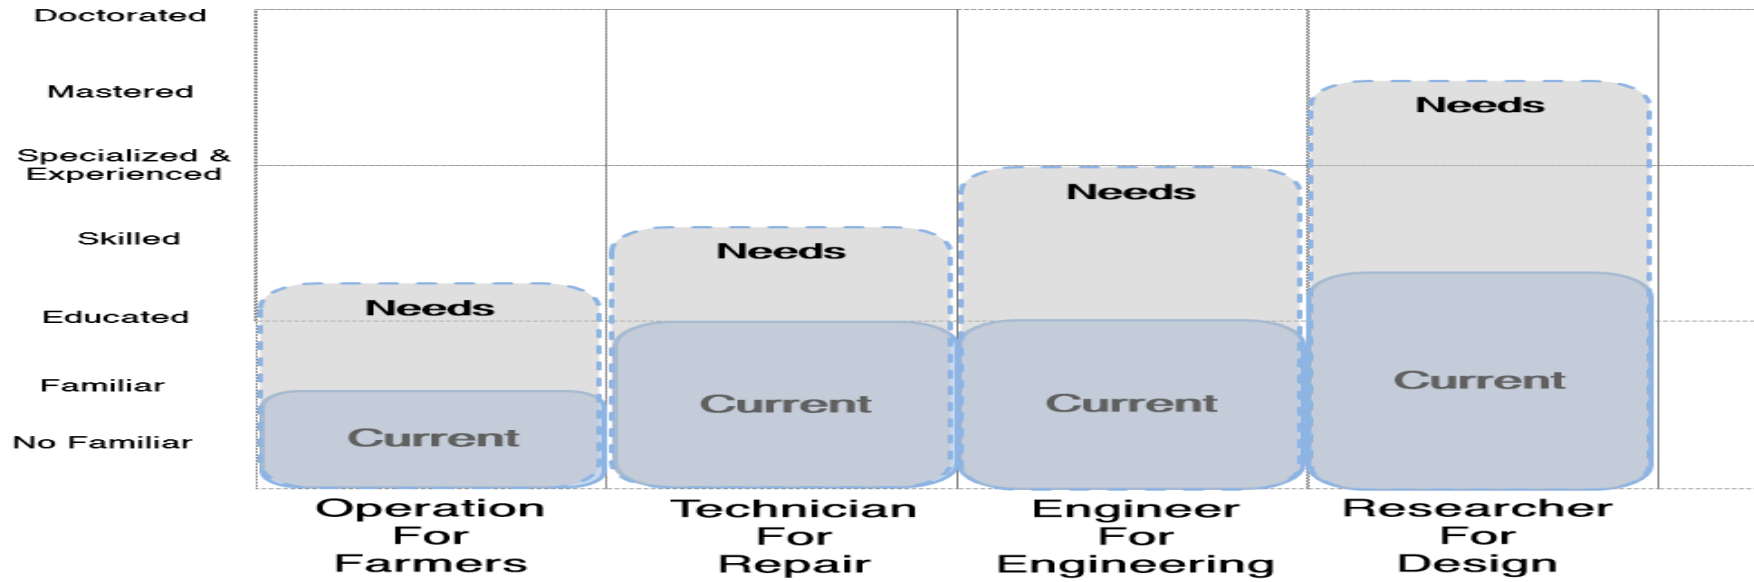 Doctorated
Mastered
Specialized &
Experienced
Skilled
Educated
Familiar
No Familiar
Needs
Needs
Needs
Needs
Current
Current
Current
Current
Operation
For
Farmers
Technician
For
Repair
Engineer
For
Engineering
Researcher
For
Design